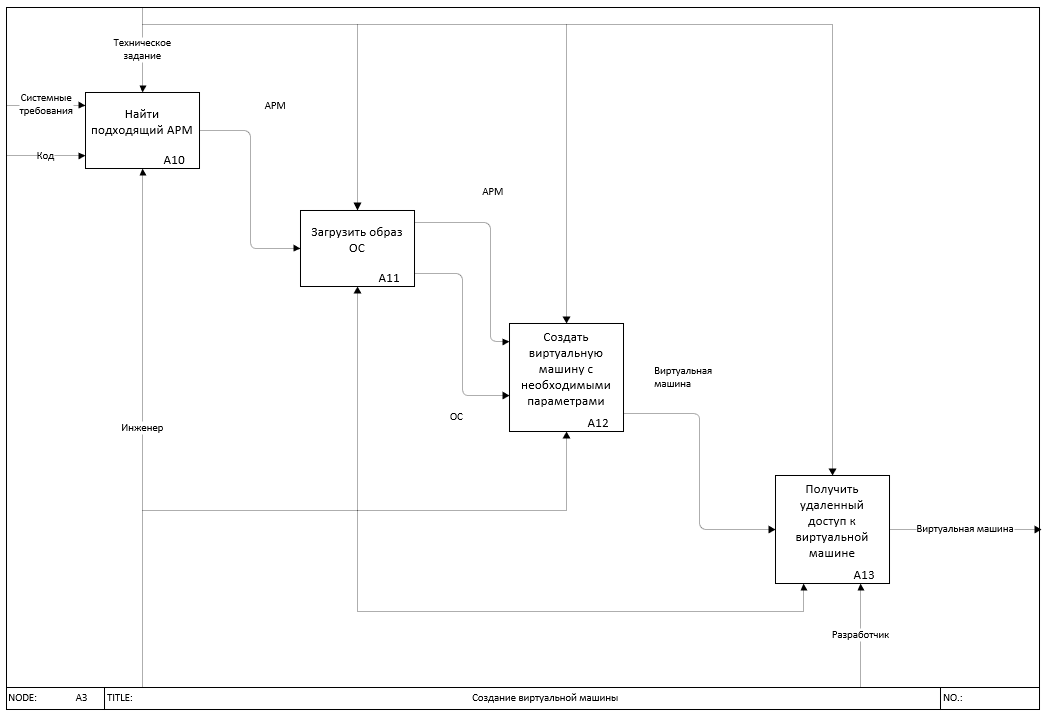 Техническое
задание
Системные
требования
Код
Найти
подходящий АРМ
A10
АРМ
Загрузить образ
ОС
A11
АРМ
ОС
Создать
виртуальную
машину с
необходимыми
параметрами
A12
Виртуальная
машина
Инженер
Получить
удаленный
доступ к
виртуальной
машине
A13
Виртуальная машина
Разработчик
NODE: A3 TITLE: Создание виртуальной машины NO.: